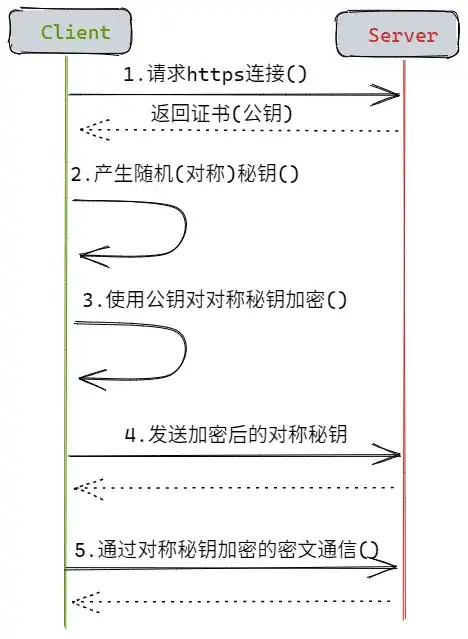 Client
Server
1.请求https连接()
返回证书(公钥)
2.产生随机(对称)秘钥()
3.使用公钥对对称秘钥加密()
4.发送加密后的对称秘钥
5.通过对称秘钥加密的密文通信()